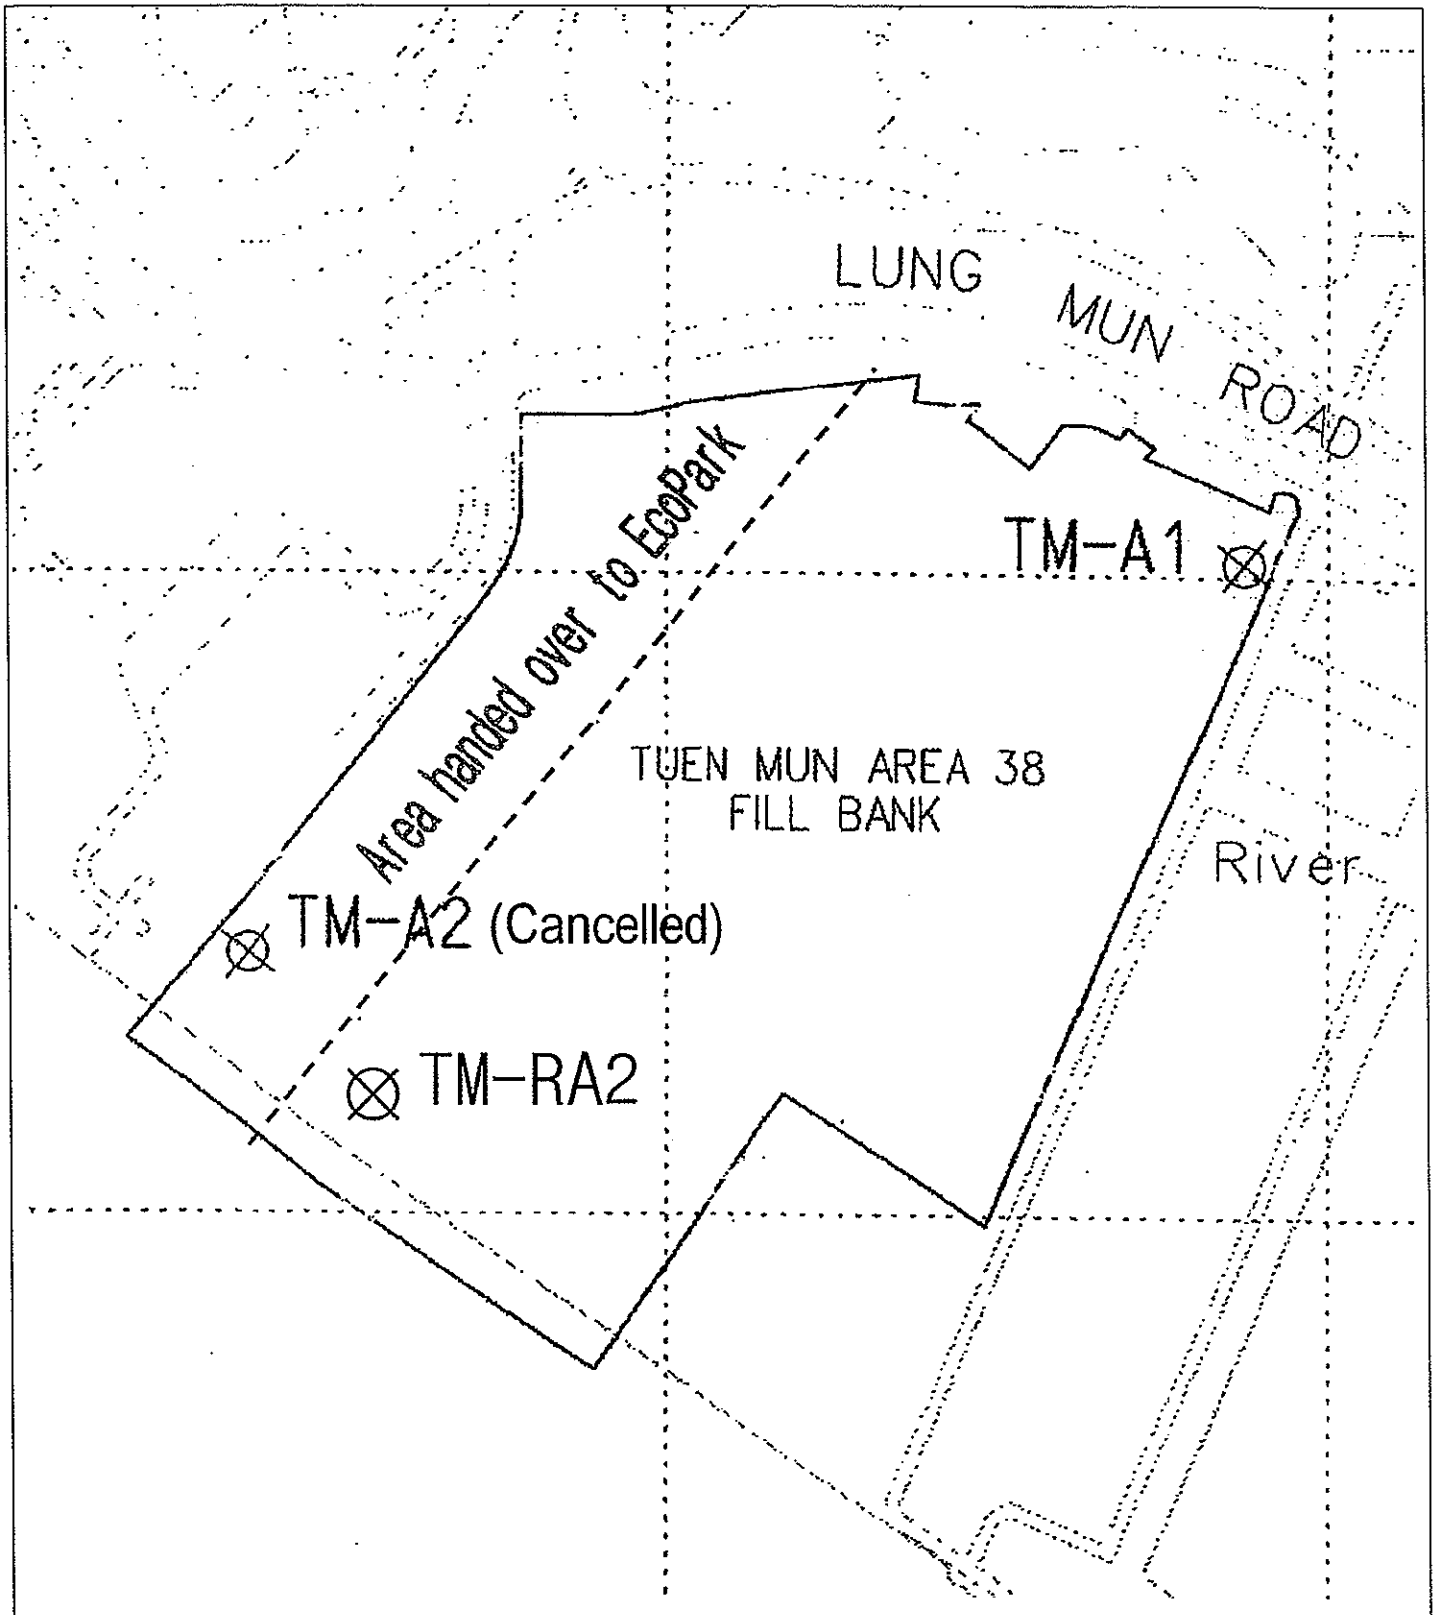 LUNG MUN ROAD
Area handed over to EcoPark
TM-A1
TUEN MUN AREA 38
FILL BANK
River
TM-A2 (Cancelled)
TM-RA2